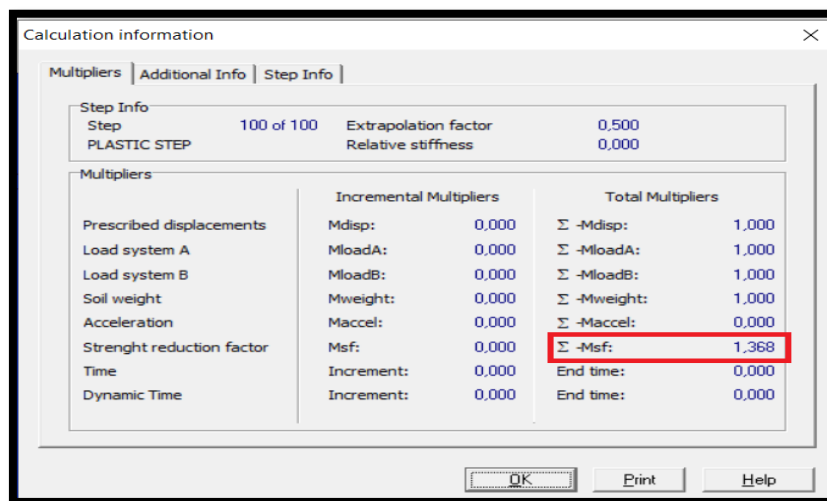 Calculation information
Multipliers Additional Info Step Info
Step Info
Step 100 of 100 Extrapolation factor 0,500
PLASTIC STEP Relative stiffness 0,000
Multipliers
Incremental Multipliers Total Multipliers
Prescribed displacements Mdisp: 0,000 Σ -Mdisp: 1,000
Load system A MloadA: 0,000 Σ -MloadA: 1,000
Load system B MloadB: 0,000 Σ -MloadB: 1,000
Soil weight Mweight: 0,000 Σ -Mweight: 1,000
Acceleration Maccel: 0,000 Σ -Maccel: 0,000
Strenght reduction factor Msf: 0,000 Σ -Msf: 1,368
Time Increment: 0,000 End time: 0,000
Dynamic Time Increment: 0,000 End time: 0,000
OK Print Help